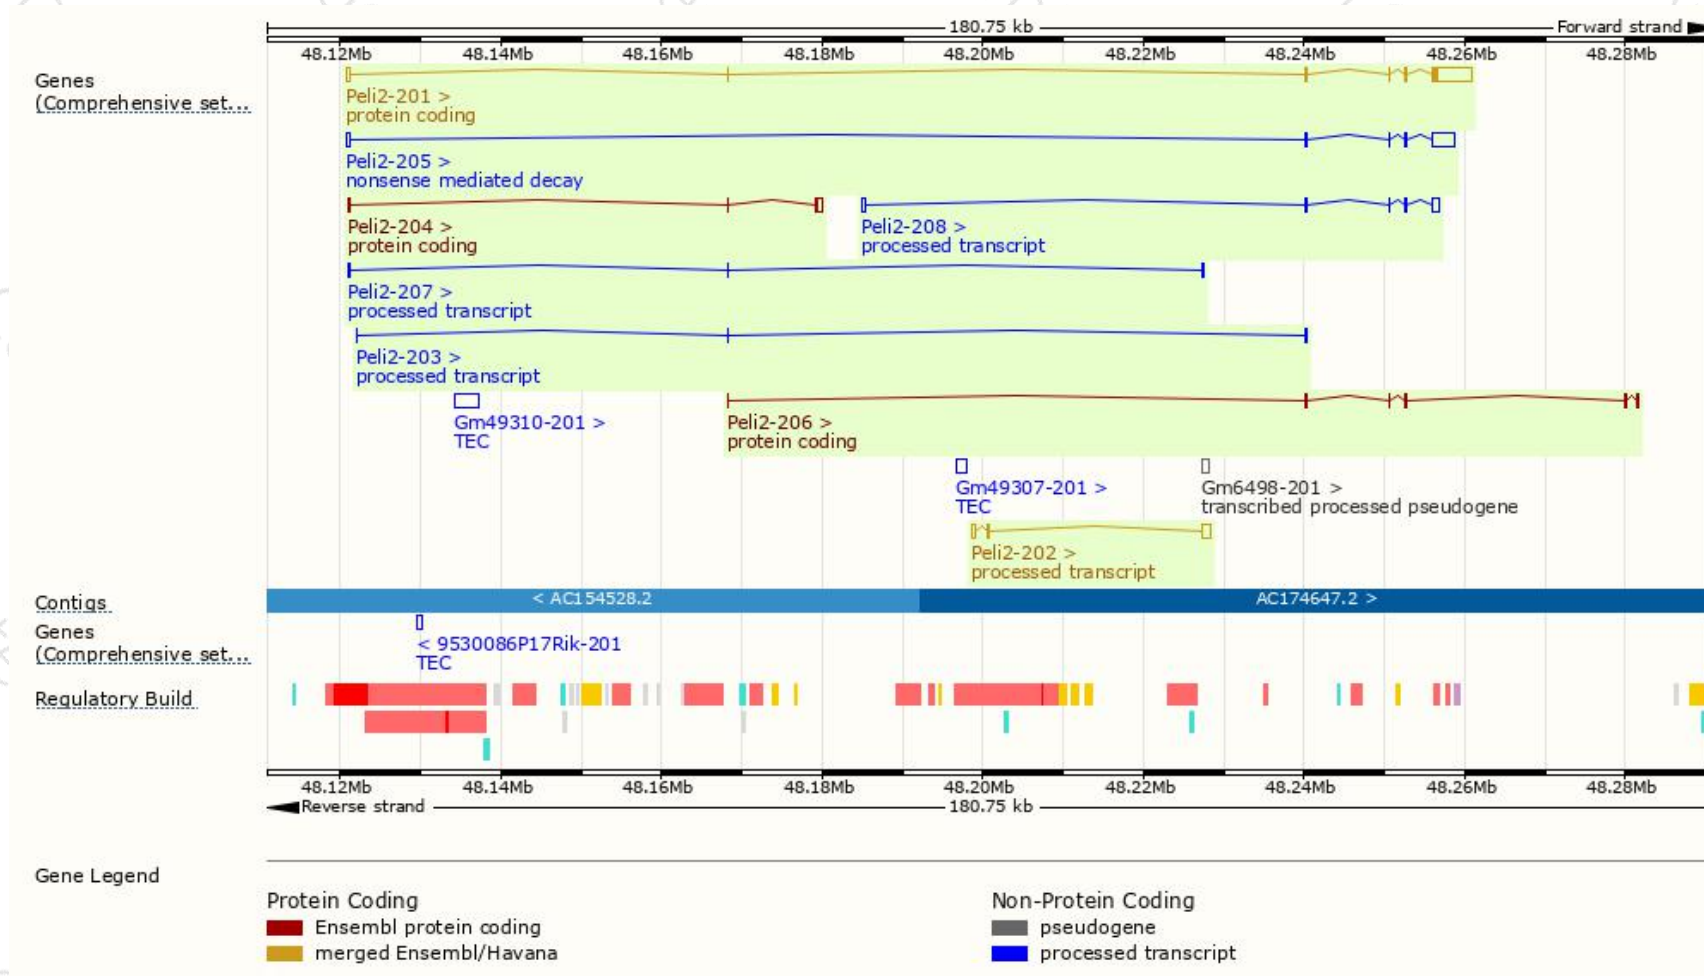 180.75 kb Forward strand
48.12Mb 48.14Mb 48.16Mb 48.18Mb 48.20Mb 48.22Mb 48.24Mb 48.26Mb 48.28Mb
Genes
(Comprehensive set...
Peli2-201 >
protein coding
Peli2-205 >
nonsense mediated decay
Peli2-204 > Peli2-208 >
protein coding processed transcript
Peli2-207 >
processed transcript
Peli2-203 >
processed transcript
Gm49310-201 > Peli2-206 >
TEC protein coding
Gm49307-201 > Gm6498-201 >
TEC transcribed processed pseudogene
Peli2-202 >
processed transcript
Contigs < AC154528.2 AC174647.2 >
Genes
(Comprehensive set...
< 9530086P17Rik-201
TEC
Regulatory Build
48.12Mb 48.14Mb 48.16Mb 48.18Mb 48.20Mb 48.22Mb 48.24Mb 48.26Mb 48.28Mb
Reverse strand 180.75 kb
Gene Legend
Protein Coding Non-Protein Coding
Ensembl protein coding pseudogene
merged Ensembl/Havana processed transcript